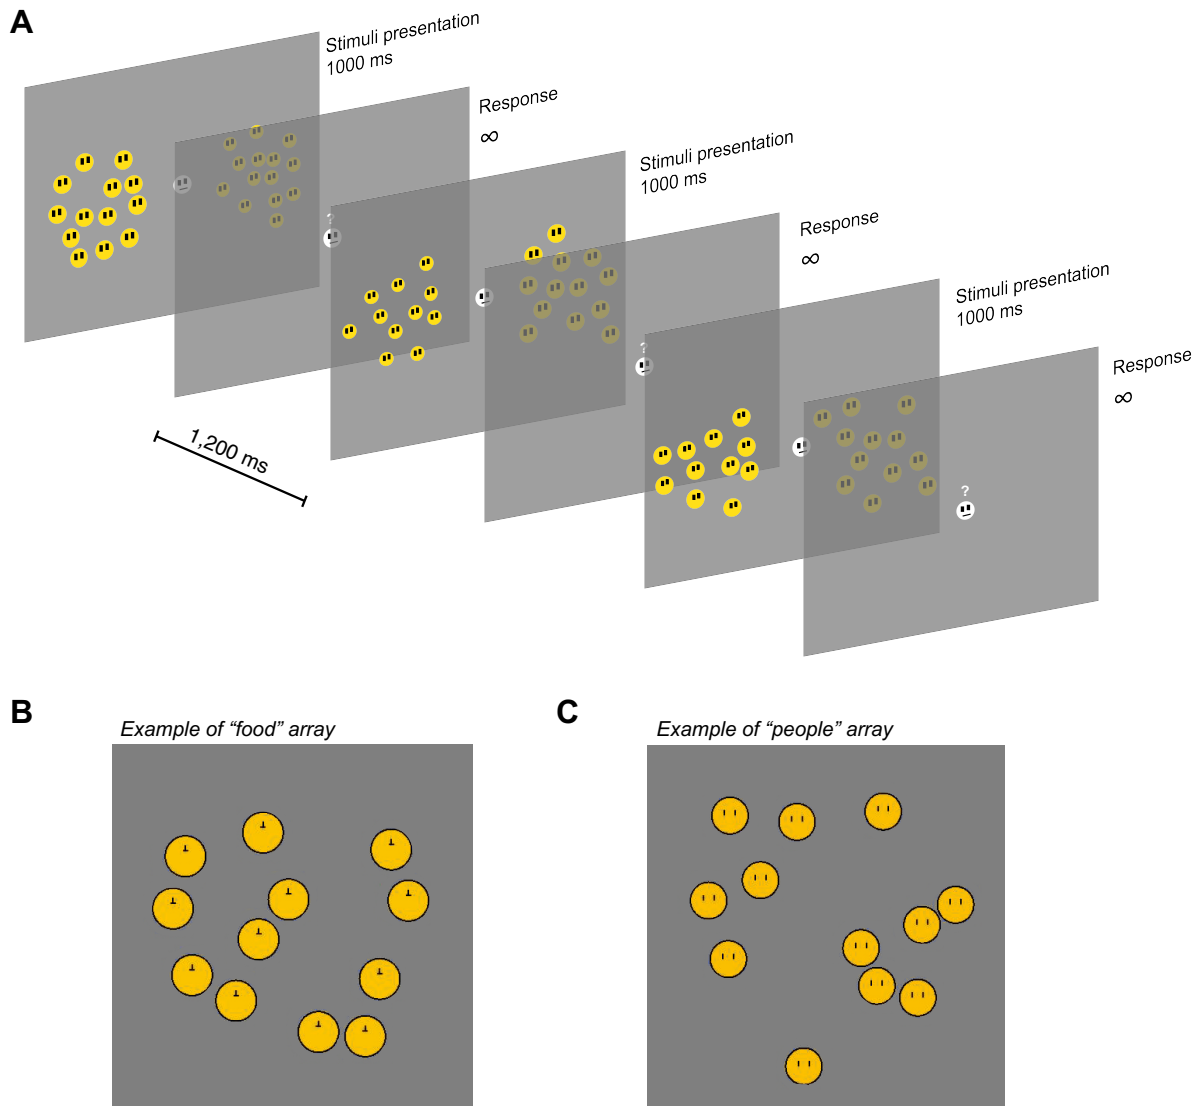 A
Stimuli presentation
1000 ms
Response
∞
Stimuli presentation
1000 ms
?
Response
∞
Stimuli presentation
1000 ms
?
Response
∞
?
1,200 ms
B
Example of “food” array
C
Example of “people” array